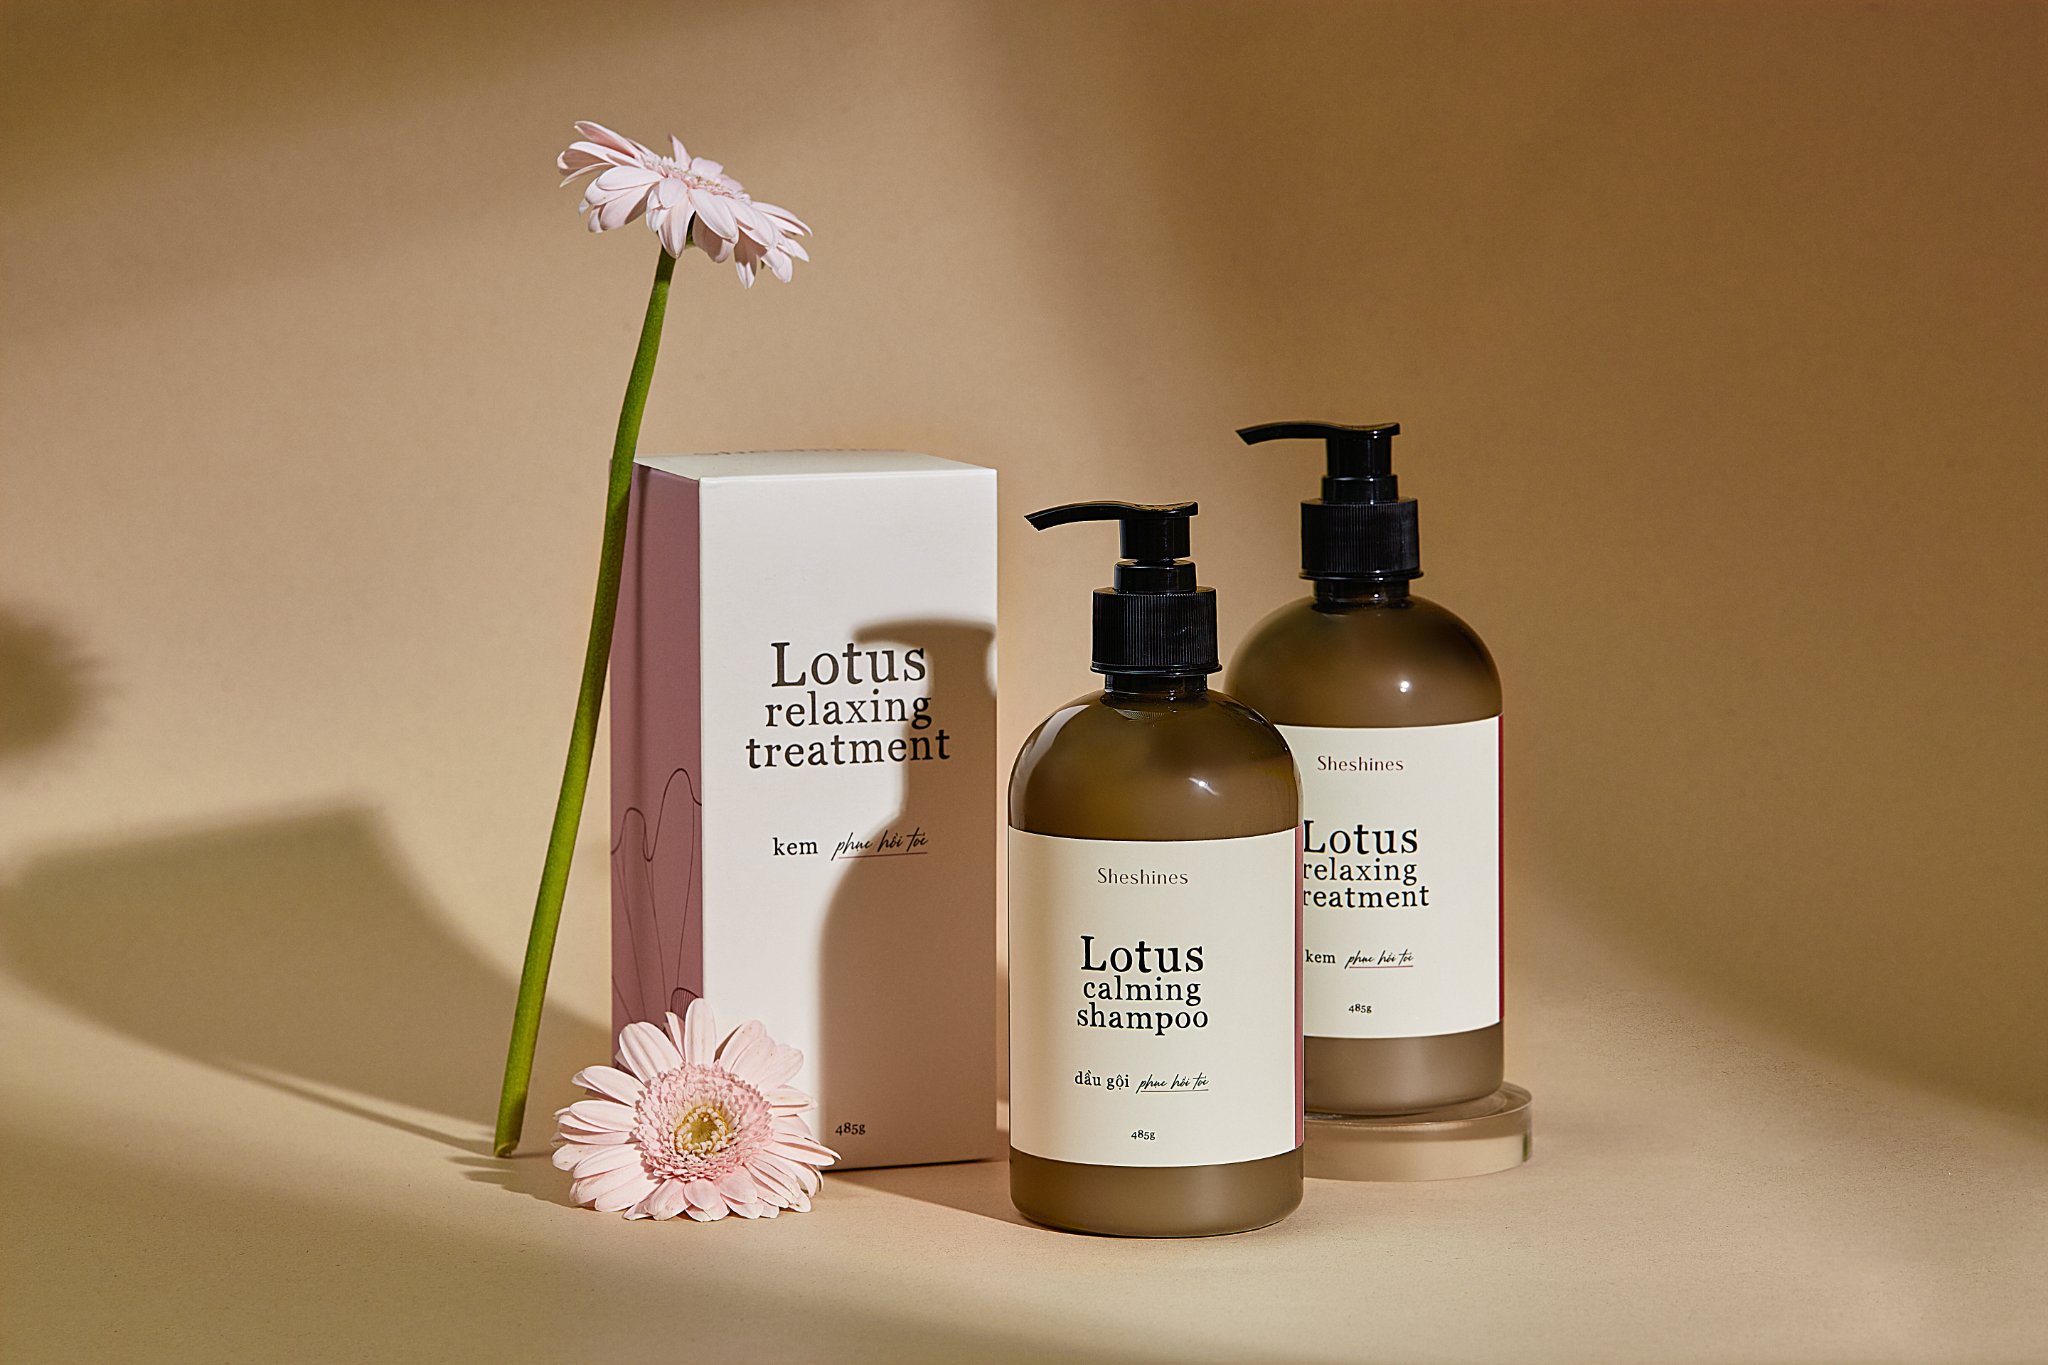 Lotus
relaxing
treatment
kem phục hồi tóc
485g
Sheshines
Lotus
calming
shampoo
dầu gội phục hồi tóc
485g
Sheshines
Lotus
relaxing
treatment
kem phục hồi tóc
485g